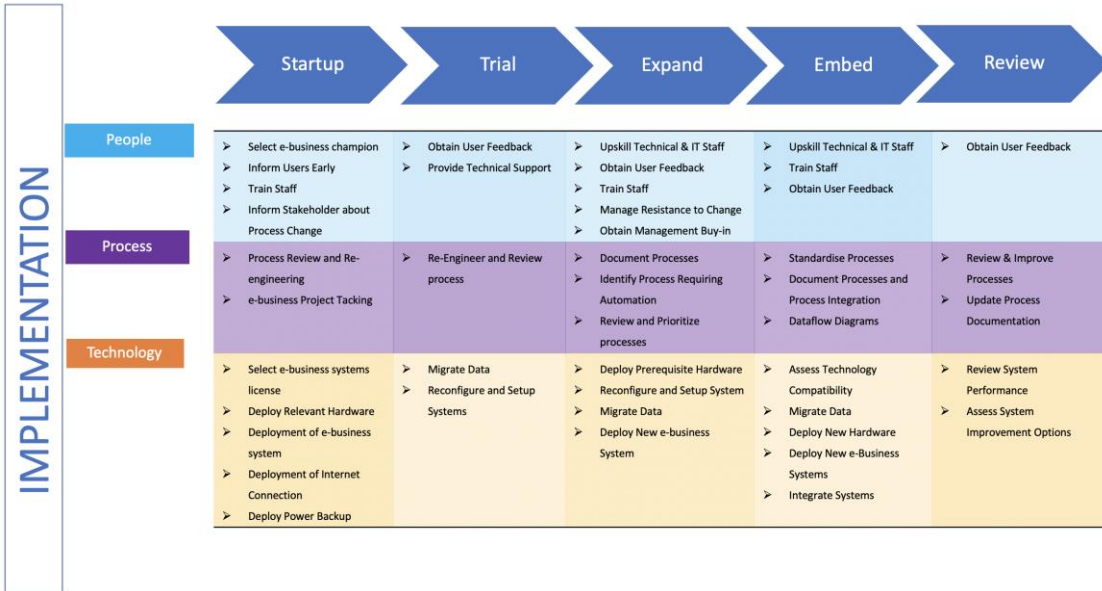 IMPLEMENTATION
Startup
Trial
Expand
Embed
Review
People
➤ Select e-business champion
➤ Inform Users Early
➤ Train Staff
➤ Inform Stakeholder about
Process Change
➤ Obtain User Feedback
➤ Provide Technical Support
➤ Upskill Technical & IT Staff
➤ Obtain User Feedback
➤ Train Staff
➤ Manage Resistance to Change
➤ Obtain Management Buy-in
➤ Upskill Technical & IT Staff
➤ Train Staff
➤ Obtain User Feedback
➤ Obtain User Feedback
Process
➤ Process Review and Re-
engineering
➤ e-business Project Tacking
➤ Re-Engineer and Review
process
➤ Document Processes
➤ Identify Process Requiring
Automation
➤ Review and Prioritize
processes
➤ Standardise Processes
➤ Document Processes and
Process Integration
➤ Dataflow Diagrams
➤ Review & Improve
Processes
➤ Update Process
Documentation
Technology
➤ Select e-business systems
license
➤ Deploy Relevant Hardware
➤ Deployment of e-business
system
➤ Deployment of Internet
Connection
➤ Deploy Power Backup
➤ Migrate Data
➤ Reconfigure and Setup
Systems
➤ Deploy Prerequisite Hardware
➤ Reconfigure and Setup System
➤ Migrate Data
➤ Deploy New e-business
System
➤ Assess Technology
Compatibility
➤ Migrate Data
➤ Deploy New Hardware
➤ Deploy New e-Business
Systems
➤ Integrate Systems
➤ Review System
Performance
➤ Assess System
Improvement Options